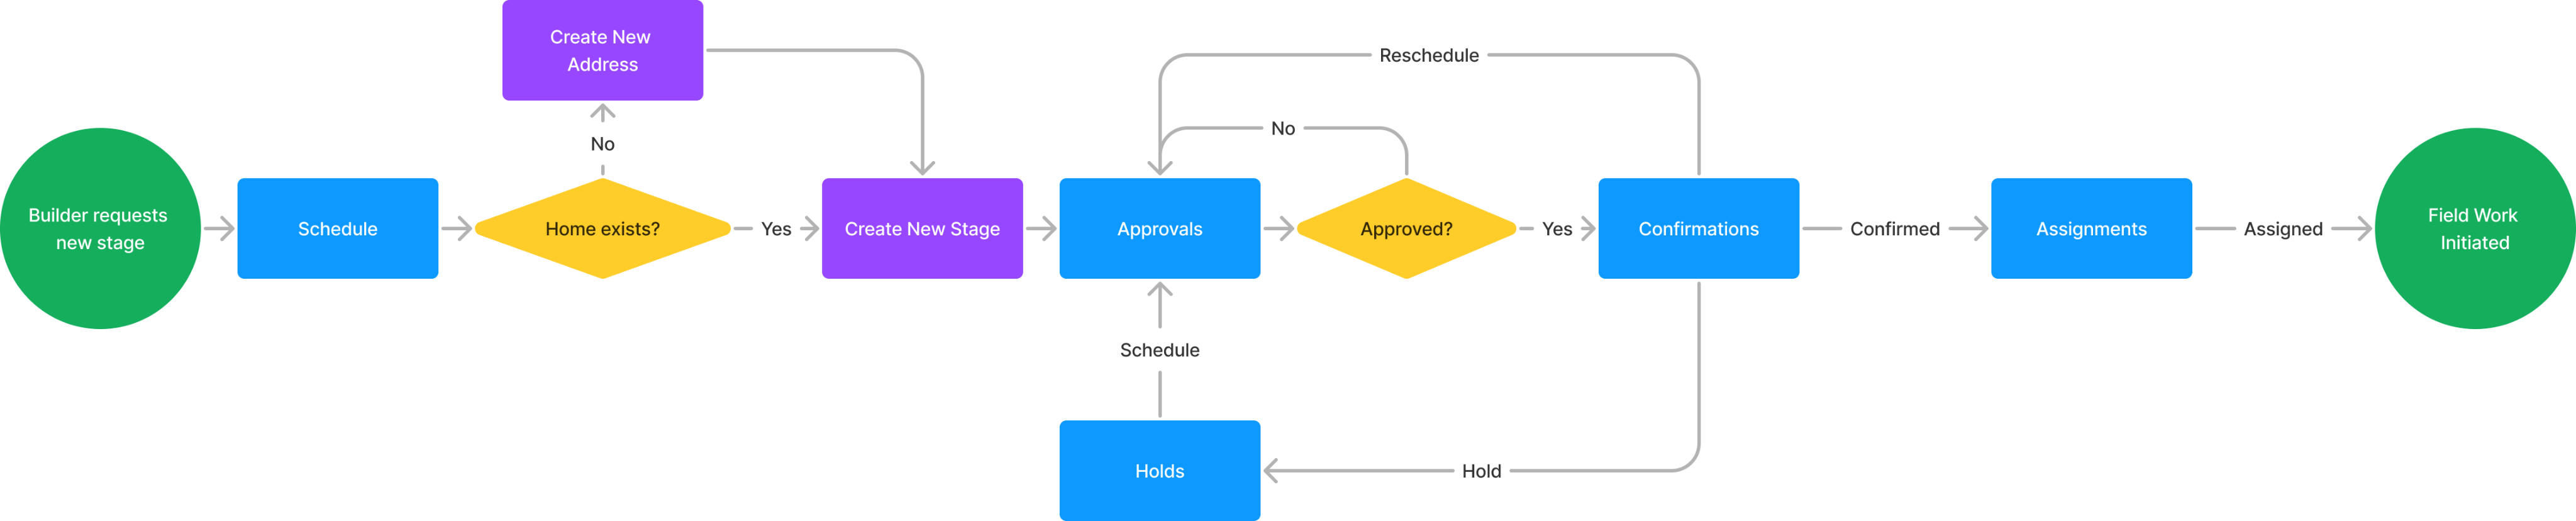 Create New
Address
Reschedule
No
No
Builder requests
new stage
Schedule
Home exists?
Yes
Create New Stage
Approvals
Approved?
Yes
Confirmations
Confirmed
Assignments
Assigned
Field Work
Initiated
Schedule
Holds
Hold